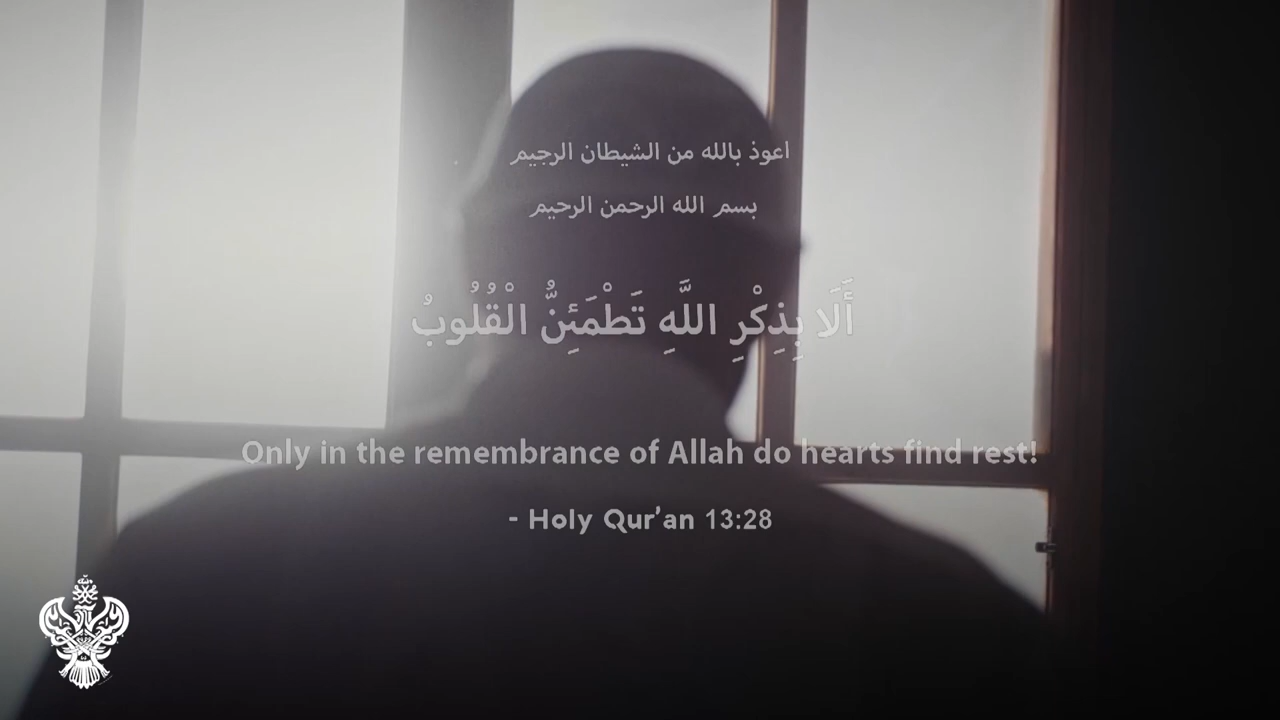 اعوذ بالله من الشيطان الرجيم
بسم الله الرحمن الرحيم
أَلَا بِذِكْرِ اللَّهِ تَطْمَئِنُّ الْقُلُوبُ
Only in the remembrance of Allah do hearts find rest!
- Holy Qur'an 13:28